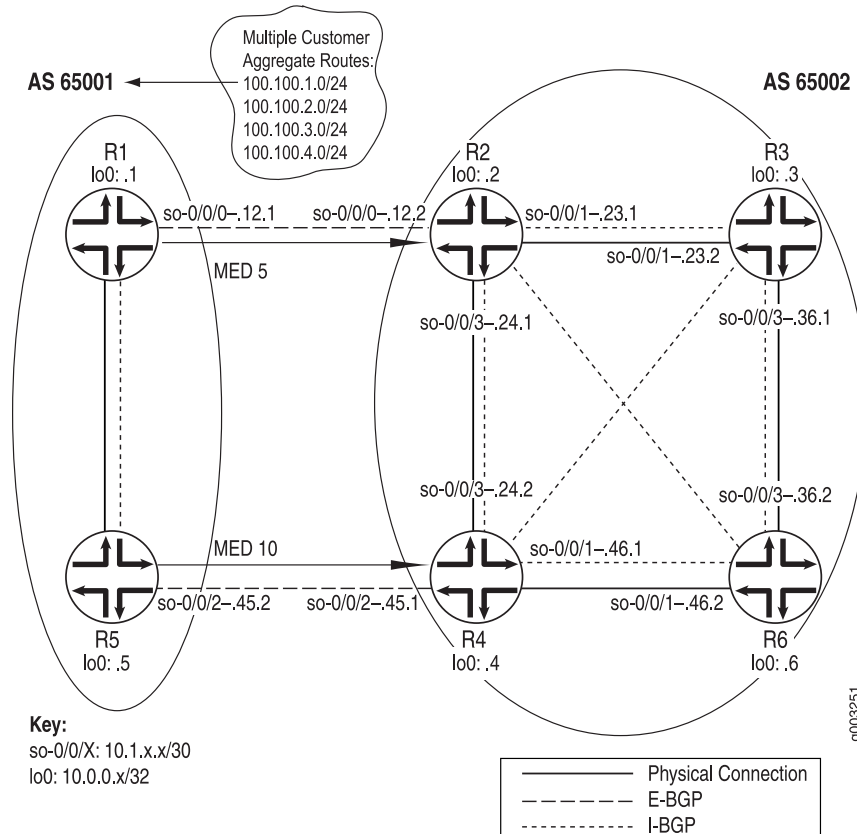 Multiple Customer
Aggregate Routes:
100.100.1.0/24
100.100.2.0/24
100.100.3.0/24
100.100.4.0/24
AS 65001
AS 65002
R1
lo0: .1
R2
lo0: .2
R3
lo0: .3
so-0/0/0–.12.1
so-0/0/0–.12.2
so-0/0/1–.23.1
MED 5
so-0/0/1–.23.2
so-0/0/3–.24.1
so-0/0/3–.36.1
so-0/0/3–.24.2
so-0/0/3–.36.2
MED 10
so-0/0/1–.46.1
so-0/0/2–.45.2
so-0/0/2–.45.1
so-0/0/1–.46.2
R5
lo0: .5
R4
lo0: .4
R6
lo0: .6
Key:
so-0/0/X: 10.1.x.x/30
lo0: 10.0.0.x/32
Physical Connection
E-BGP
I-BGP
g003251